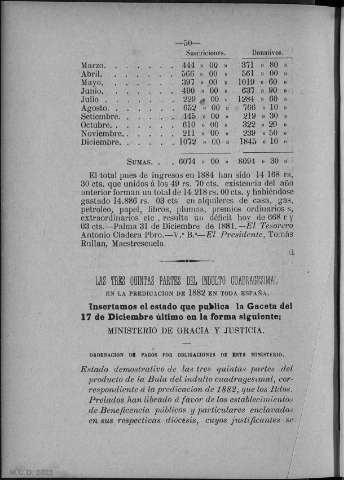 —50—
Suscriciones. Donativos.
Marzo. . . . . . . . 444 » 00 » 371 » 80 »
Abril. . . . . . . . 566 » 00 » 561 » 00 »
Mayo. . . . . . . . 397 » 00 » 1019 » 60 »
Junio. . . . . . . . 400 » 00 » 637 » 90 »
Julio . . . . . . . . 229 » 00 » 1284 » 60 »
Agosto. . . . . . . . 652 » 00 » 766 » 10 »
Setiembre. . . . . . . 445 » 00 » 219 » 30 »
Octubre. . . . . . . . 610 » 00 » 322 » 20 »
Noviembre. . . . . . . 211 » 00 » 239 » 50 »
Diciembre. . . . . . . 1072 » 00 » 1845 » 10 »
SUMAS. . 6074 » 00 » 8094 » 30 »
El total pues de ingresos en 1884 han sido 14 168 rs,
30 cts. que unidos á los 49 rs. 70 cts. existencia del año
anterior forman un total de 14.218 rs. 00 cts, y habiéndose
gastado 14.886 rs. 03 cts en alquileres de casa, gas,
petroleo, papel, libros, plumas, premios ordinarios y,
extraordinarios etc , resulta un déficit hoy de 668 r
03 cts.—Palma 31 de Diciembre de 1881.—El Tesorero
Antonio Cladera Pbro.—V.º B.º—El Presidente, Tomás
Rullan, Maestrescuela.
LAS TRES QUINTAS PARTES DEL INDULTO CUADRAGESIMAL
EN LA PREDICACION DE 1882 EN TODA ESPAÑA.
Insertamos el estado que publica la Gaceta del
17 de Diciembre último en la forma siguiente;
MINISTERIO DE GRACIA Y JUSTICIA.
ORDENACION DE PAGOS POR OBLIGACIONES DE ESTE MINISTERIO.
Estado demostrativo de las tres quintas partes del
producto de la Bula del indulto cuadragesimal, cor-
respondiente á la predicacion de 1882, que los Iltos.
Prelados han librado á favor de los establecimientos
de Beneficencia públicos y particulares enclavados
en sus respecticas diócesis, cuyos justificantes se